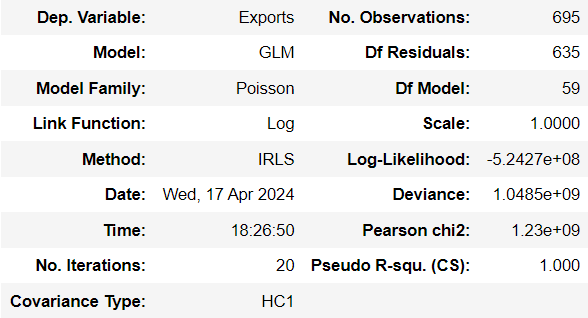 Dep. Variable: Exports No. Observations: 695
Model: GLM Df Residuals: 635
Model Family: Poisson Df Model: 59
Link Function: Log Scale: 1.0000
Method: IRLS Log-Likelihood: -5.2427e+08
Date: Wed, 17 Apr 2024 Deviance: 1.0485e+09
Time: 18:26:50 Pearson chi2: 1.23e+09
No. Iterations: 20 Pseudo R-squ. (CS): 1.000
Covariance Type: HC1